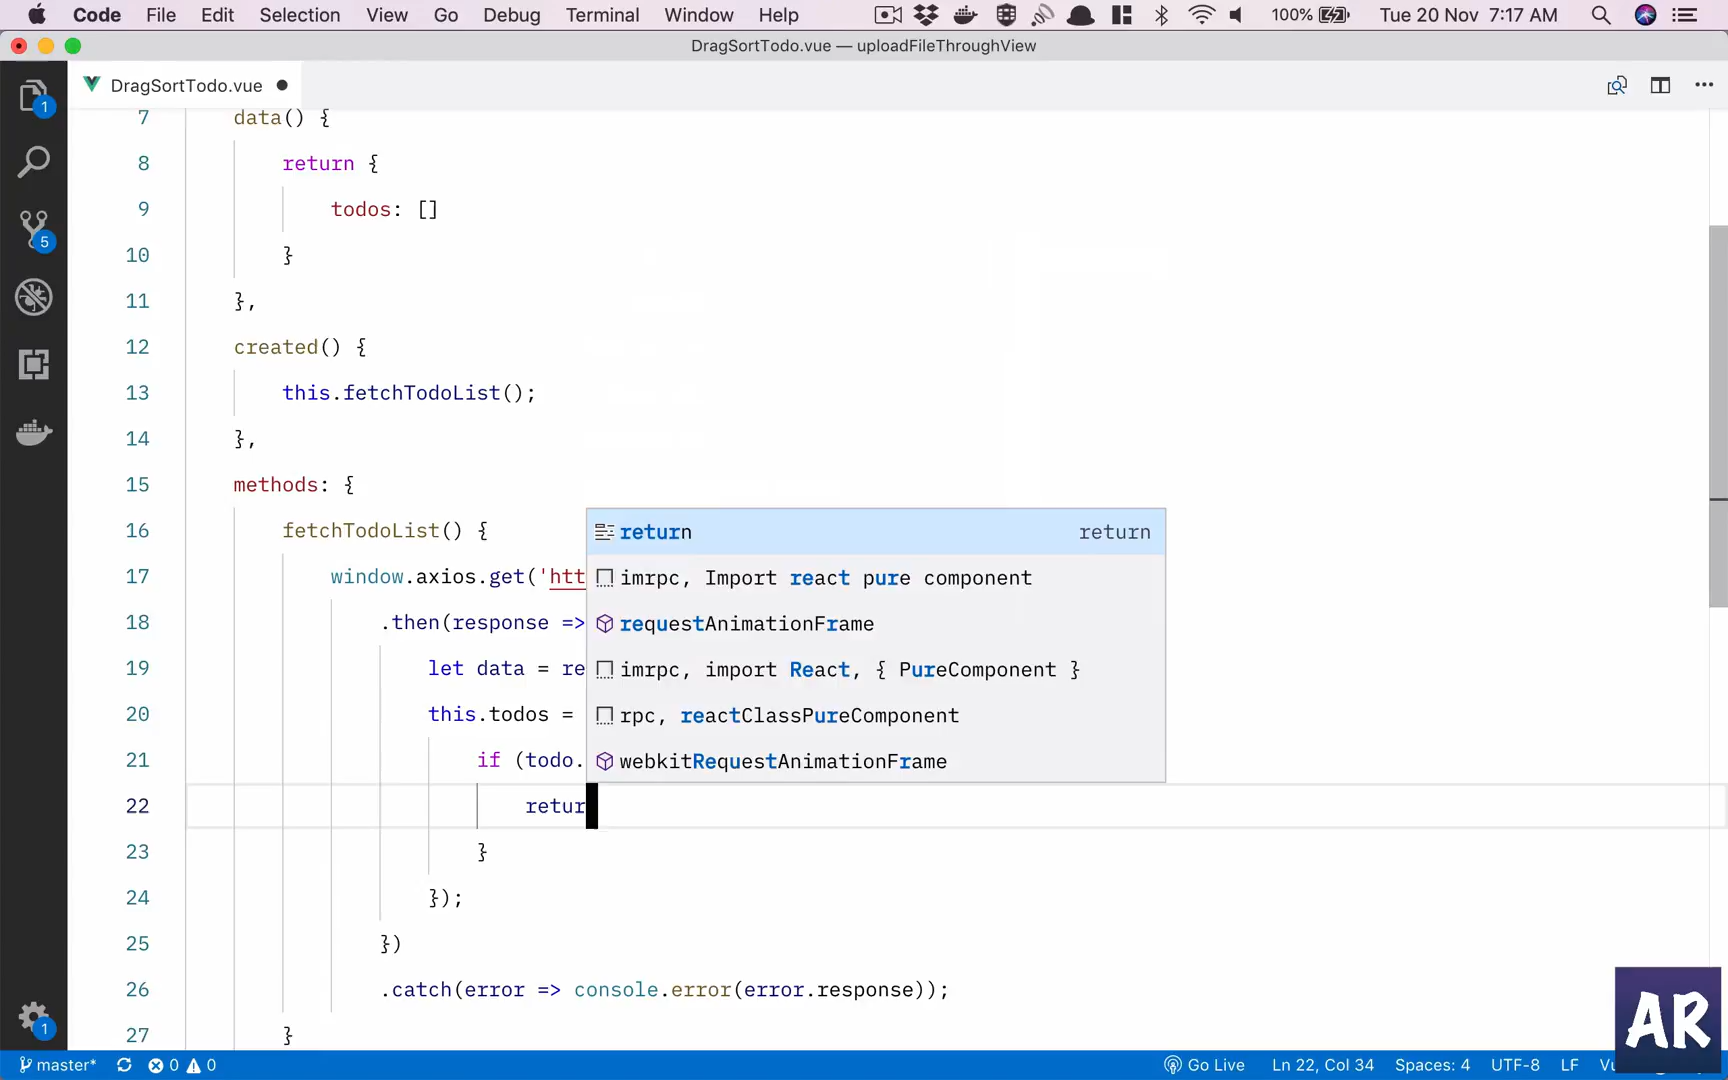 Code File Edit Selection View Go Debug Terminal Window Help 100% Tue 20 Nov 7:17 AM
DragSortTodo.vue — uploadFileThroughView
DragSortTodo.vue
1
5
1
7 data() {
8 return {
9 todos: []
10 }
11 },
12 created() {
13 this.fetchTodoList();
14 },
15 methods: {
16 fetchTodoList() {
17 window.axios.get('htt
18 .then(response =>
19 let data = re
20 this.todos =
21 if (todo.
22 retur
23 }
24 });
25 })
26 .catch(error => console.error(error.response));
27 }
return return
imrpc, Import react pure component
requestAnimationFrame
imrpc, import React, { PureComponent }
rpc, reactClassPureComponent
webkitRequestAnimationFrame
AR
master* 0 0 Go Live Ln 22, Col 34 Spaces: 4 UTF-8 LF